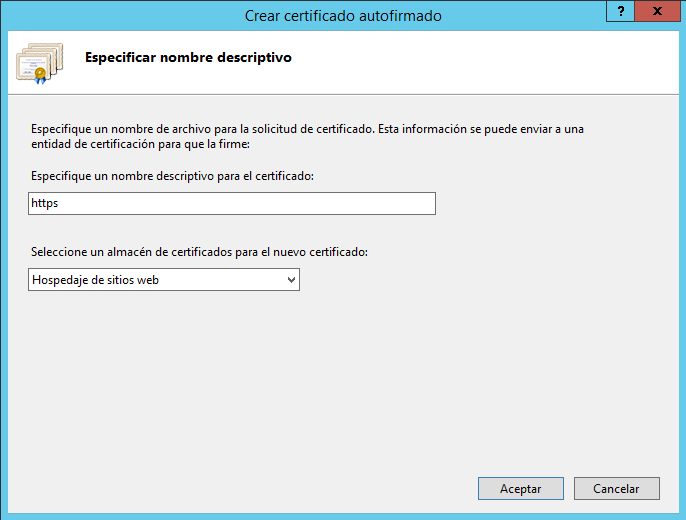 Crear certificado autofirmado
? x
Especificar nombre descriptivo
Especifique un nombre de archivo para la solicitud de certificado. Esta información se puede enviar a una
entidad de certificación para que la firme:
Especifique un nombre descriptivo para el certificado:
https
Seleccione un almacén de certificados para el nuevo certificado:
Hospedaje de sitios web
Aceptar Cancelar